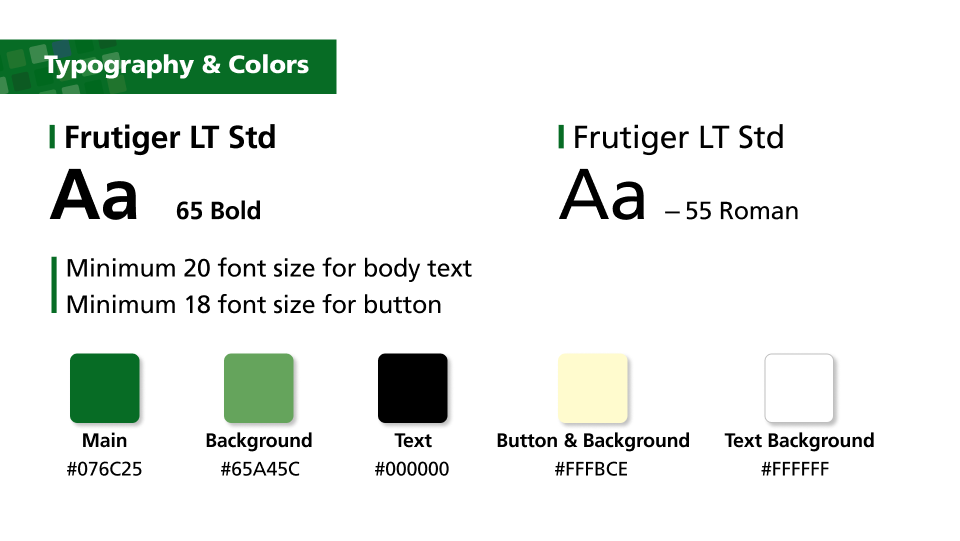 Typography & Colors
Frutiger LT Std
Aa 65 Bold
Frutiger LT Std
Aa – 55 Roman
Minimum 20 font size for body text
Minimum 18 font size for button
Main
#076C25
Background
#65A45C
Text
#000000
Button & Background
#FFFBCE
Text Background
#FFFFFF